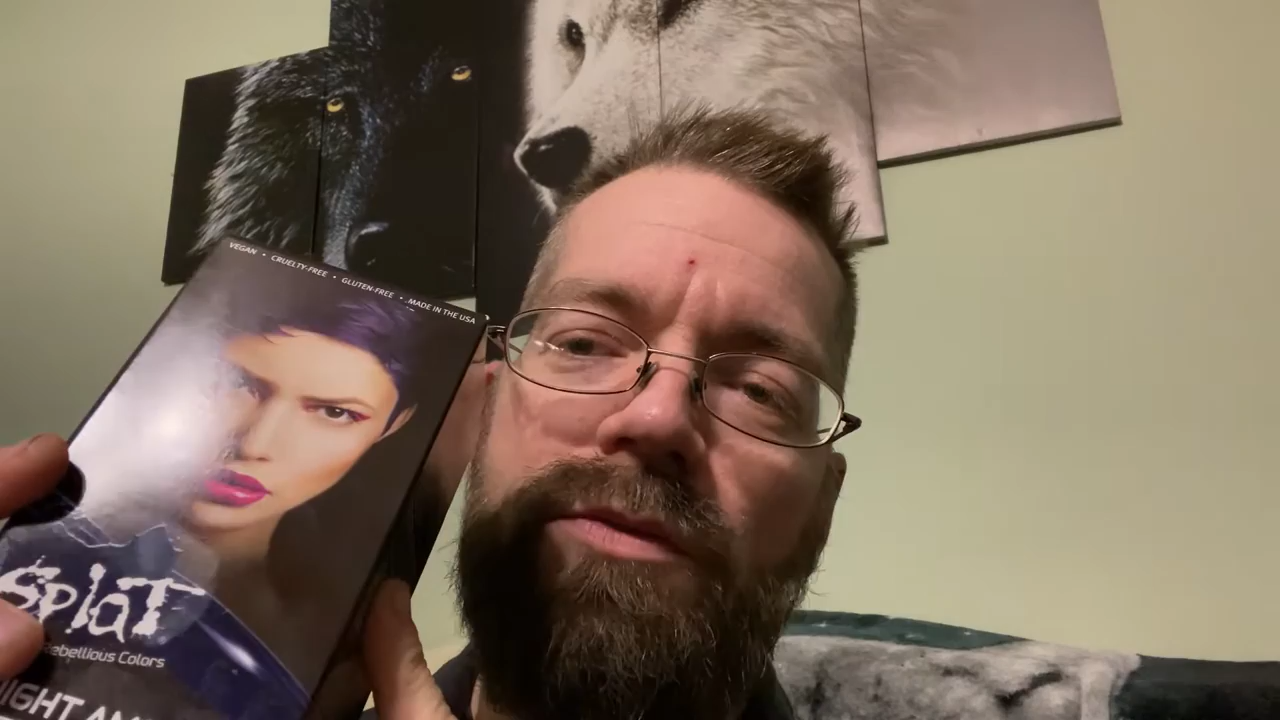 VEGAN • CRUELTY-FREE • GLUTEN-FREE • MADE IN THE USA
Splat
Rebellious Colors